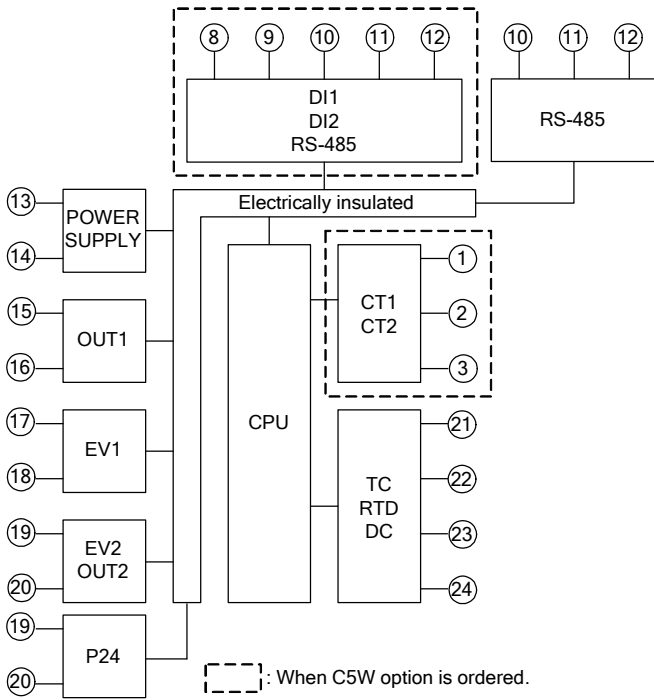 8 9 10 11 12
10 11 12
DI1
DI2
RS-485
RS-485
Electrically insulated
13
14
POWER
SUPPLY
15
16
OUT1
17
18
EV1
19
20
EV2
OUT2
19
20
P24
CPU
CT1
CT2
1
2
3
TC
RTD
DC
21
22
23
24
: When C5W option is ordered.